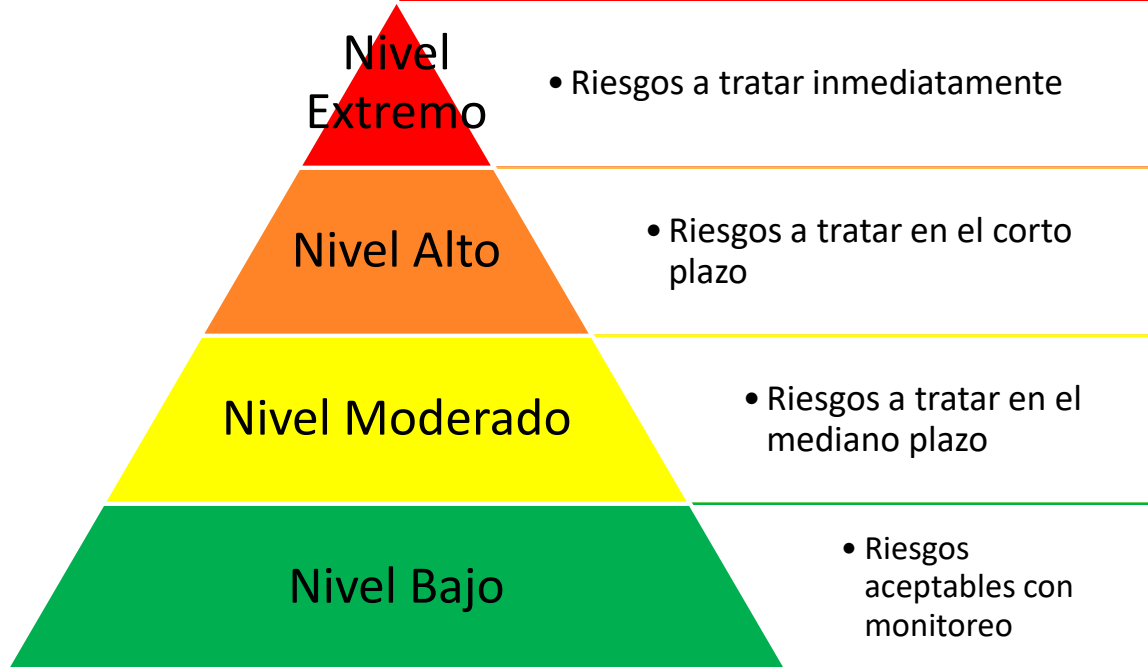 Nivel
Extremo
• Riesgos a tratar inmediatamente
Nivel Alto
• Riesgos a tratar en el corto
plazo
Nivel Moderado
• Riesgos a tratar en el
mediano plazo
Nivel Bajo
• Riesgos
aceptables con
monitoreo